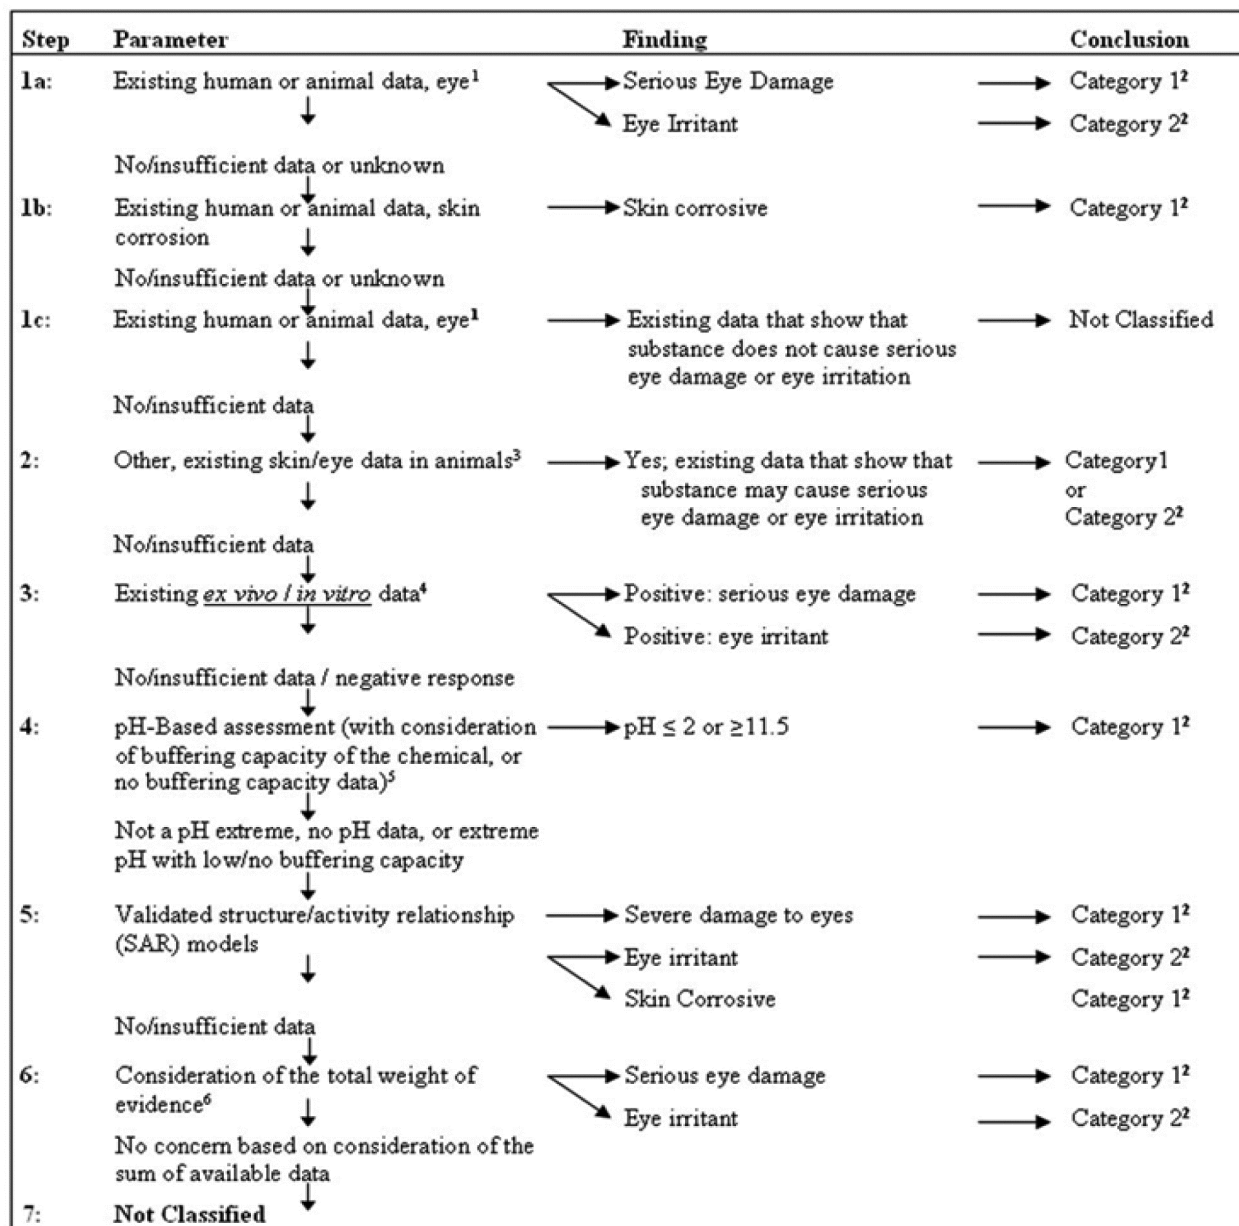 Step Parameter Finding Conclusion
1a: Existing human or animal data, eye¹ Serious Eye Damage Category 1²
Eye Irritant Category 2²
No/insufficient data or unknown
1b: Existing human or animal data, skin Skin corrosive Category 1²
corrosion
No/insufficient data or unknown
1c: Existing human or animal data, eye¹ Existing data that show that Not Classified
substance does not cause serious
eye damage or eye irritation
No/insufficient data
2: Other, existing skin/eye data in animals³ Yes; existing data that show that Category1
substance may cause serious or
eye damage or eye irritation Category 2²
No/insufficient data
3: Existing ex vivo / in vitro data⁴ Positive: serious eye damage Category 1²
Positive: eye irritant Category 2²
No/insufficient data / negative response
4: pH-Based assessment (with consideration pH ≤ 2 or ≥11.5 Category 1²
of buffering capacity of the chemical, or
no buffering capacity data)⁵
Not a pH extreme, no pH data, or extreme
pH with low/no buffering capacity
5: Validated structure/activity relationship Severe damage to eyes Category 1²
(SAR) models
Eye irritant Category 2²
Skin Corrosive Category 1²
No/insufficient data
6: Consideration of the total weight of Serious eye damage Category 1²
evidence⁶
Eye irritant Category 2²
No concern based on consideration of the
sum of available data
7: Not Classified